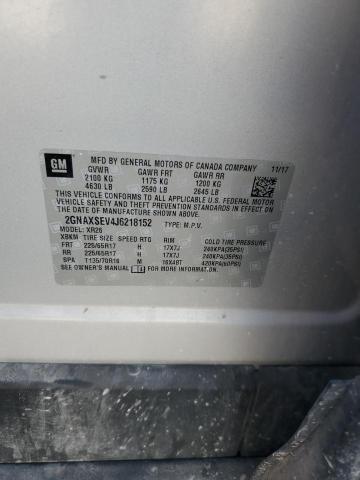 GM
MFD BY GENERAL MOTORS OF CANADA COMPANY 11/17
GVWR GAWR FRT GAWR RR
2100 KG 1175 KG 1200 KG
4630 LB 2590 LB 2645 LB
THIS VEHICLE CONFORMS TO ALL APPLICABLE U.S. FEDERAL
MOTOR VEHICLE SAFETY, BUMPER, AND
THEFT PREVENTION STANDARDS IN EFFECT ON THE
DATE OF MANUFACTURE SHOWN ABOVE.
2GNAXSEV4J6218152 TYPE: M.P.V.
MODEL: XR26
XBKM TIRE SIZE SPEED RTG RIM COLD TIRE PRESSURE
FRT 225/65R17 H 17X7J 240KPA(35PSI)
RR 225/65R17 H 17X7J 240KPA(35PSI)
SPA T135/70R16 M 16X4BT 420KPA(60PSI)
SEE OWNER'S MANUAL FOR ADDITIONAL INFORMATION